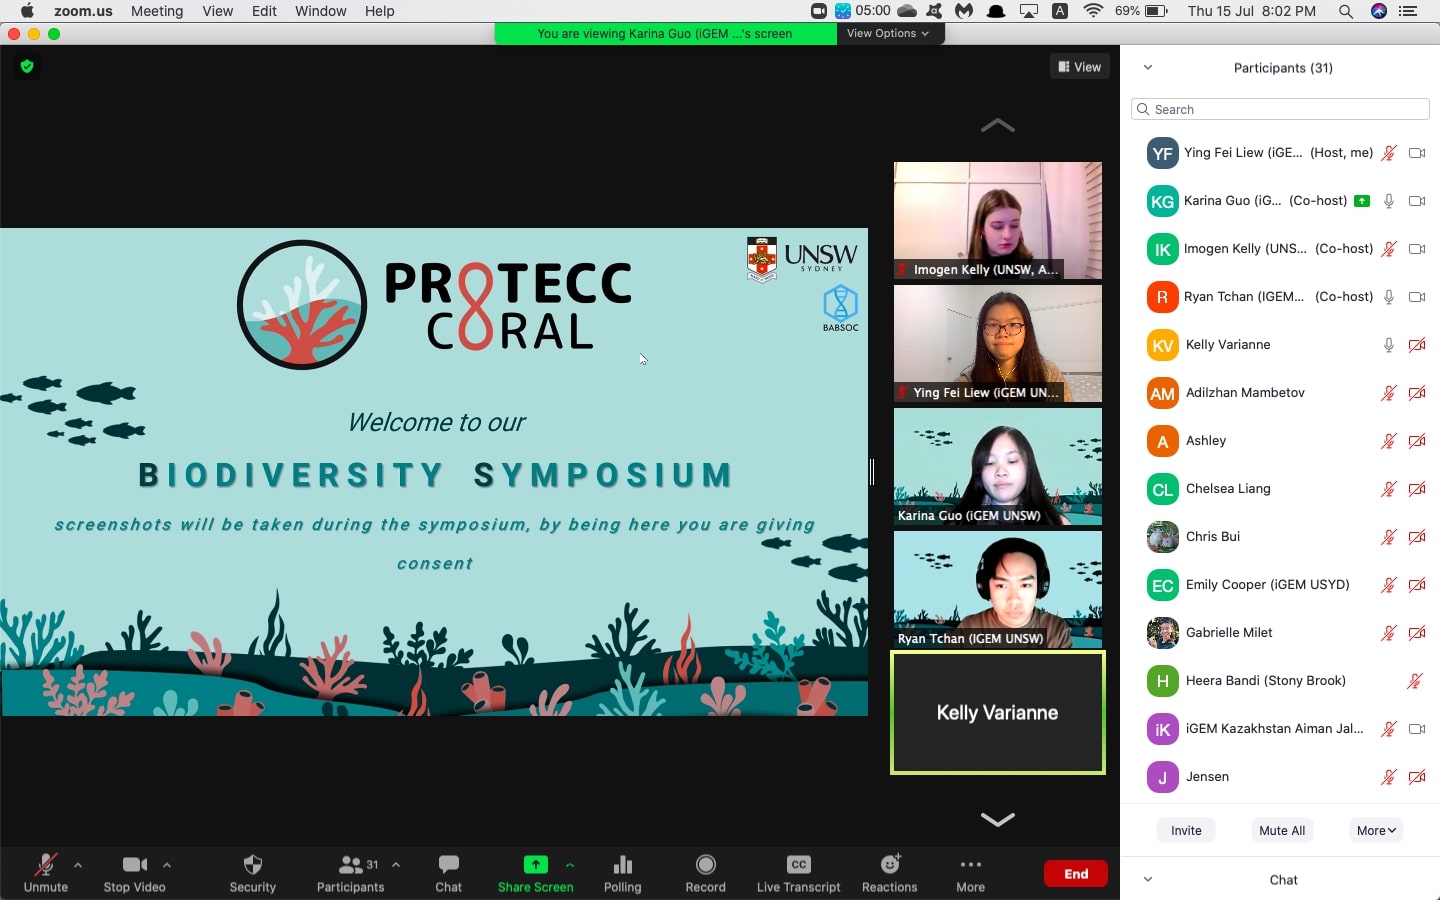 zoom.us Meeting View Edit Window Help 05:00 A 69% Thu 15 Jul 8:02 PM
You are viewing Karina Guo (iGEM ...'s screen View Options
View
PROTECC
CORAL
UNSW
SYDNEY
BABSOC
Welcome to our
BIODIVERSITY SYMPOSIUM
screenshots will be taken during the symposium, by being here you are giving
consent
Imogen Kelly (UNSW, A...
Ying Fei Liew (iGEM UN...
Karina Guo (iGEM UNSW)
Ryan Tchan (IGEM UNSW)
Kelly Varianne
Participants (31)
Search
YF Ying Fei Liew (iGE... (Host, me)
KG Karina Guo (iG... (Co-host)
IK Imogen Kelly (UNS... (Co-host)
R Ryan Tchan (IGEM... (Co-host)
KV Kelly Varianne
AM Adilzhan Mambetov
A Ashley
CL Chelsea Liang
Chris Bui
EC Emily Cooper (iGEM USYD)
Gabrielle Milet
H Heera Bandi (Stony Brook)
iK iGEM Kazakhstan Aiman Jal...
J Jensen
Invite Mute All More
Chat
Unmute Stop Video Security Participants 31 Chat Share Screen Polling Record CC Live Transcript Reactions More End